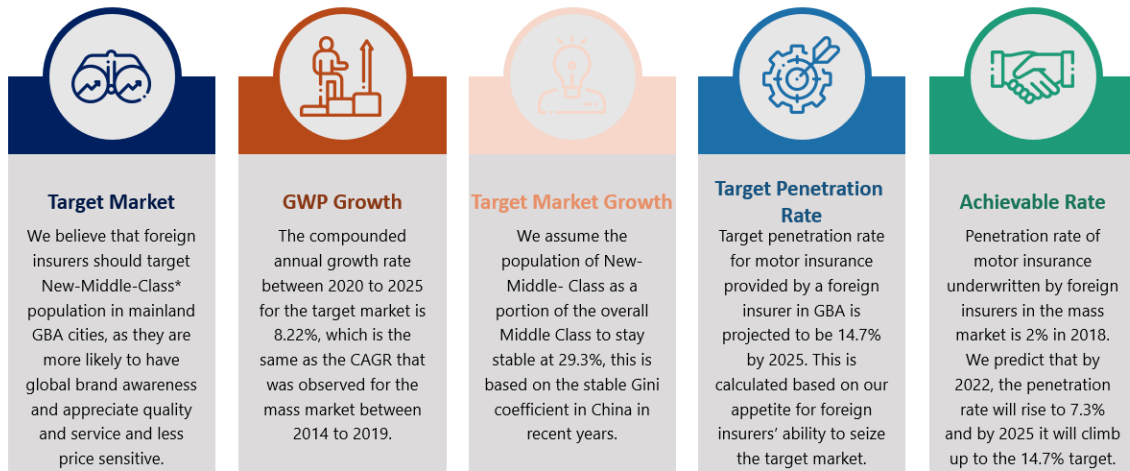 Target Market
We believe that foreign
insurers should target
New-Middle-Class*
population in mainland
GBA cities, as they are
more likely to have
global brand awareness
and appreciate quality
and service and less
price sensitive.
GWP Growth
The compounded
annual growth rate
between 2020 to 2025
for the target market is
8.22%, which is the
same as the CAGR that
was observed for the
mass market between
2014 to 2019.
Target Market Growth
We assume the
population of New-
Middle- Class as a
portion of the overall
Middle Class to stay
stable at 29.3%, this is
based on the stable Gini
coefficient in China in
recent years.
Target Penetration
Rate
Target penetration rate
for motor insurance
provided by a foreign
insurer in GBA is
projected to be 14.7%
by 2025. This is
calculated based on our
appetite for foreign
insurers' ability to seize
the target market.
Achievable Rate
Penetration rate of
motor insurance
underwritten by foreign
insurers in the mass
market is 2% in 2018.
We predict that by
2022, the penetration
rate will rise to 7.3%
and by 2025 it will climb
up to the 14.7% target.